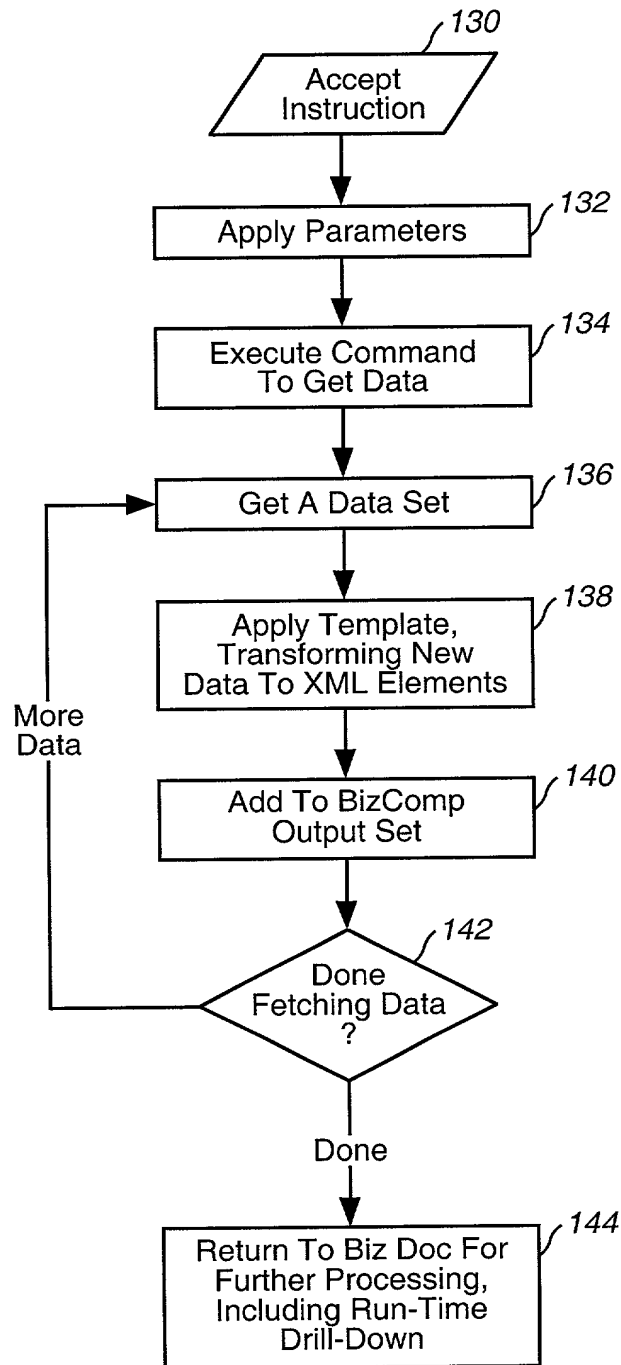 130
Accept
Instruction
132
Apply Parameters
134
Execute Command
To Get Data
136
Get A Data Set
138
Apply Template,
Transforming New
Data To XML Elements
More
Data
140
Add To BizComp
Output Set
142
Done
Fetching Data
?
Done
144
Return To Biz Doc For
Further Processing,
Including Run-Time
Drill-Down